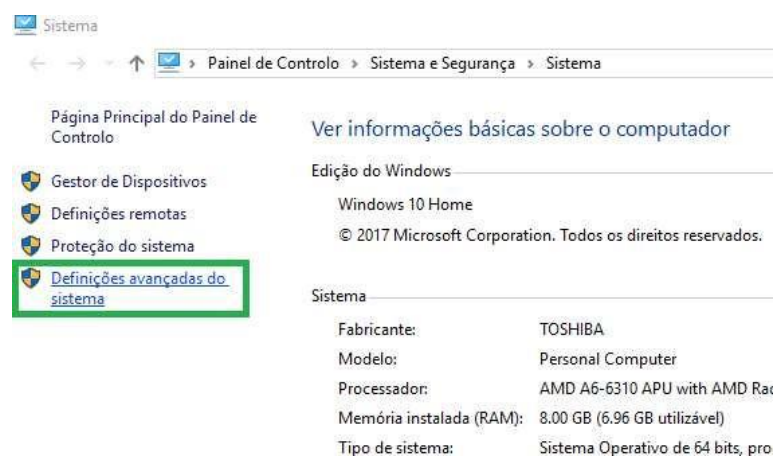 Sistema
Painel de Controlo › Sistema e Segurança › Sistema
Página Principal do Painel de
Controlo
Gestor de Dispositivos
Definições remotas
Proteção do sistema
Definições avançadas do
sistema
Ver informações básicas sobre o computador
Edição do Windows
Windows 10 Home
© 2017 Microsoft Corporation. Todos os direitos reservados.
Sistema
Fabricante: TOSHIBA
Modelo: Personal Computer
Processador: AMD A6-6310 APU with AMD
Memória instalada (RAM): 8.00 GB (6.96 GB utilizável)
Tipo de sistema: Sistema Operativo de 64 bits,